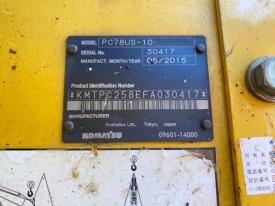 MODEL PC78US-10
SERIAL No. 30417
MANUFACT. MONTH/YEAR 05/2015
Product Identification Number
*KMTPC258EFA030417*
Komatsu Ltd., Tokyo, Japan
KOMATSU
09601-14000